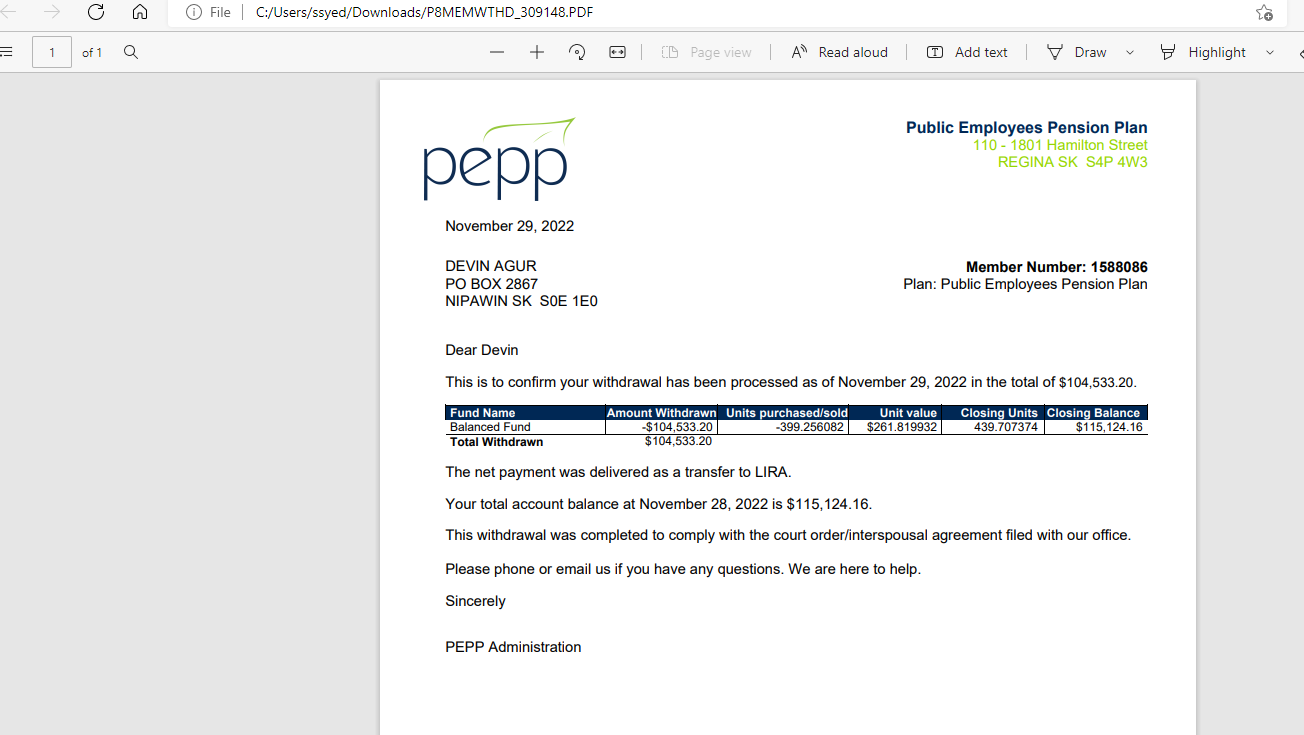 File C:/Users/ssyed/Downloads/P8MEMWTHD_309148.PDF
1 of 1 Page view Read aloud Add text Draw Highlight
pepp
Public Employees Pension Plan
110 - 1801 Hamilton Street
REGINA SK S4P 4W3
November 29, 2022
DEVIN AGUR
PO BOX 2867
NIPAWIN SK S0E 1E0
Member Number: 1588086
Plan: Public Employees Pension Plan
Dear Devin
This is to confirm your withdrawal has been processed as of November 29, 2022 in the total of $104,533.20.
Fund Name Amount Withdrawn Units purchased/sold Unit value Closing Units Closing Balance
Balanced Fund -$104,533.20 -399.256082 $261.819932 439.707374 $115,124.16
Total Withdrawn $104,533.20
The net payment was delivered as a transfer to LIRA.
Your total account balance at November 28, 2022 is $115,124.16.
This withdrawal was completed to comply with the court order/interspousal agreement filed with our office.
Please phone or email us if you have any questions. We are here to help.
Sincerely
PEPP Administration